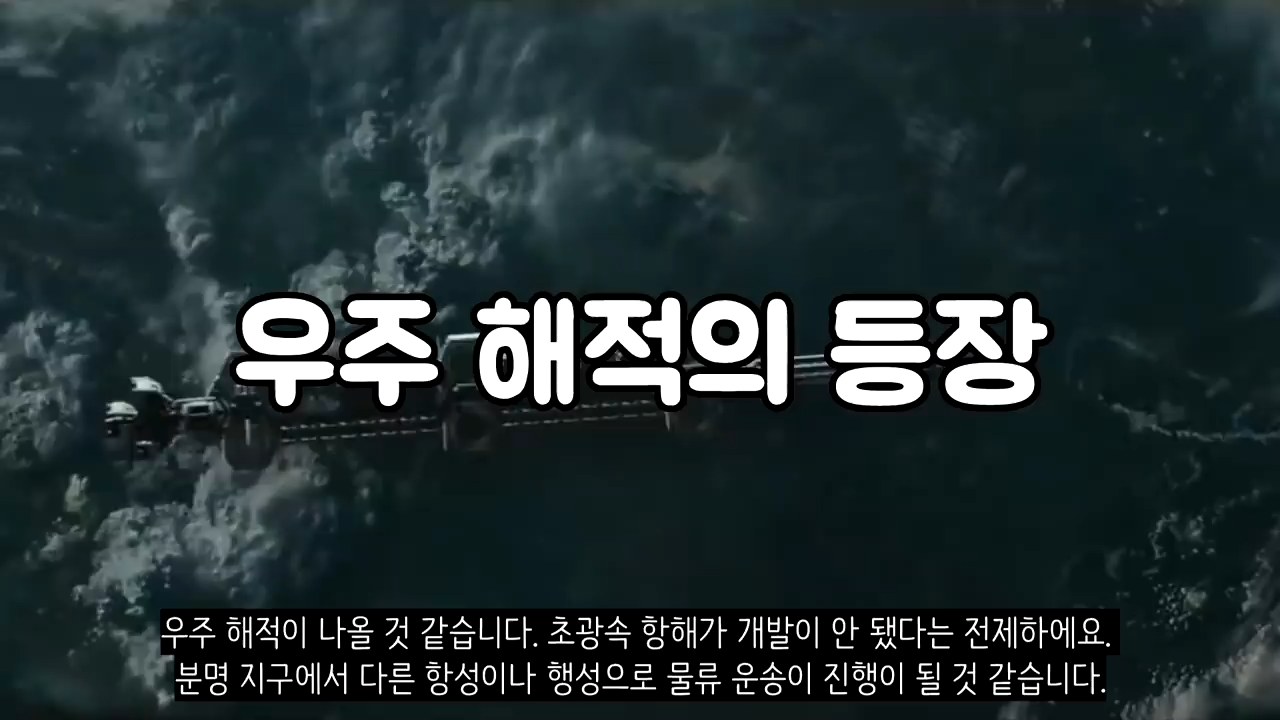 우주 해적의 등장
우주 해적이 나올 것 같습니다. 초광속 항해가 개발이 안 됐다는 전제하에요.
분명 지구에서 다른 항성이나 행성으로 물류 운송이 진행이 될 것 같습니다.